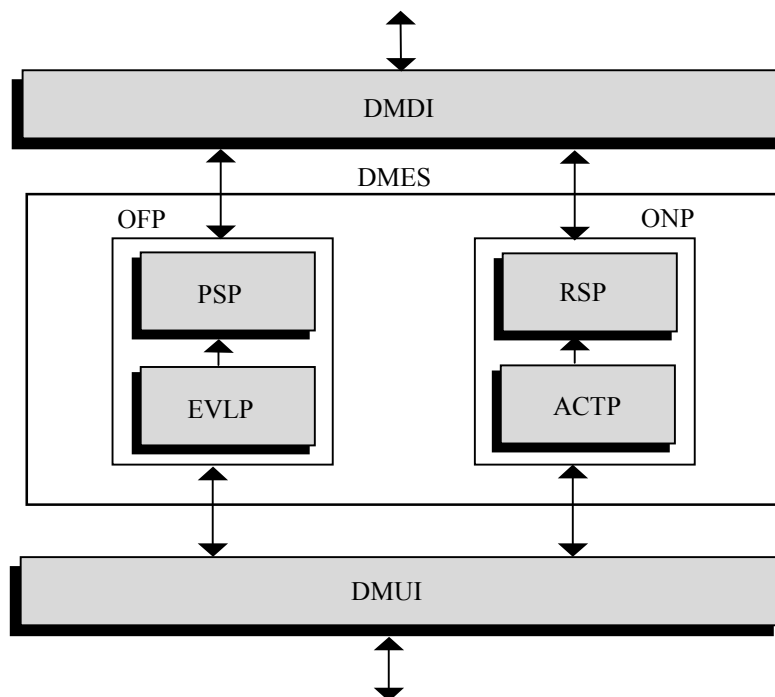 DMDI
DMES
OFP
ONP
PSP
RSP
EVLP
ACTP
DMUI